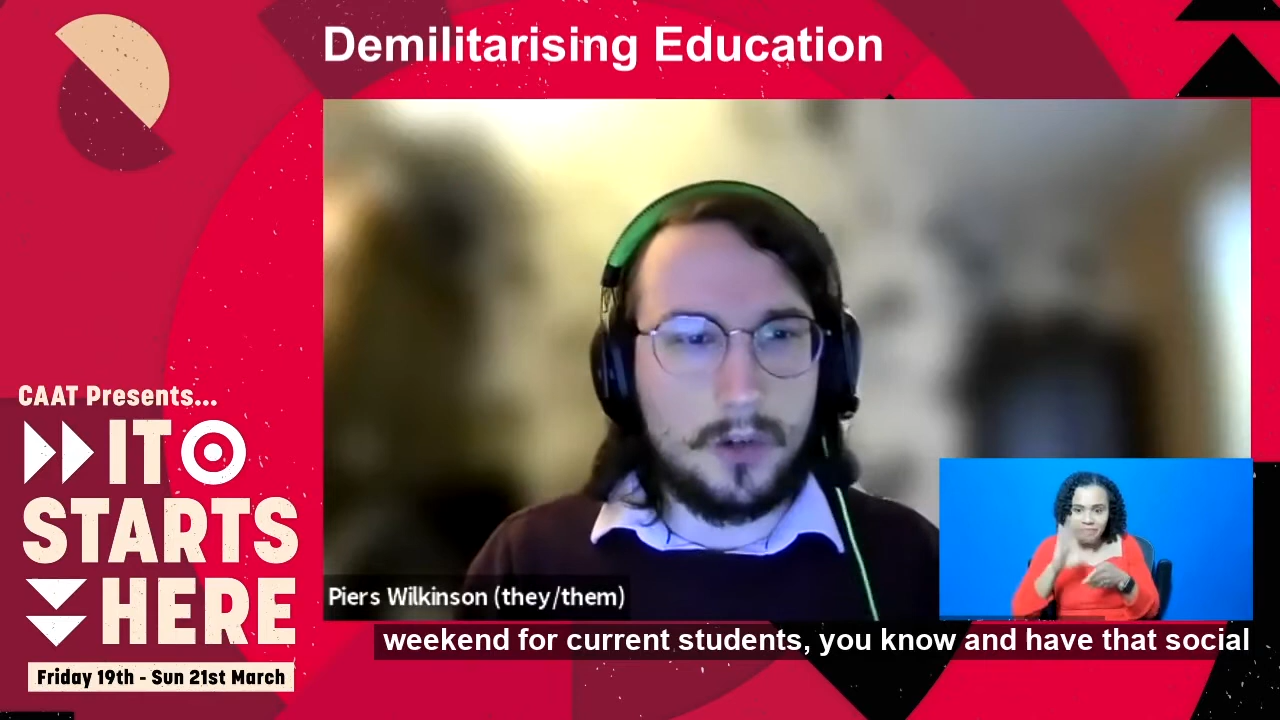 Demilitarising Education
CAAT Presents...
IT
STARTS
HERE
Friday 19th - Sun 21st March
Piers Wilkinson (they/them)
weekend for current students, you know and have that social